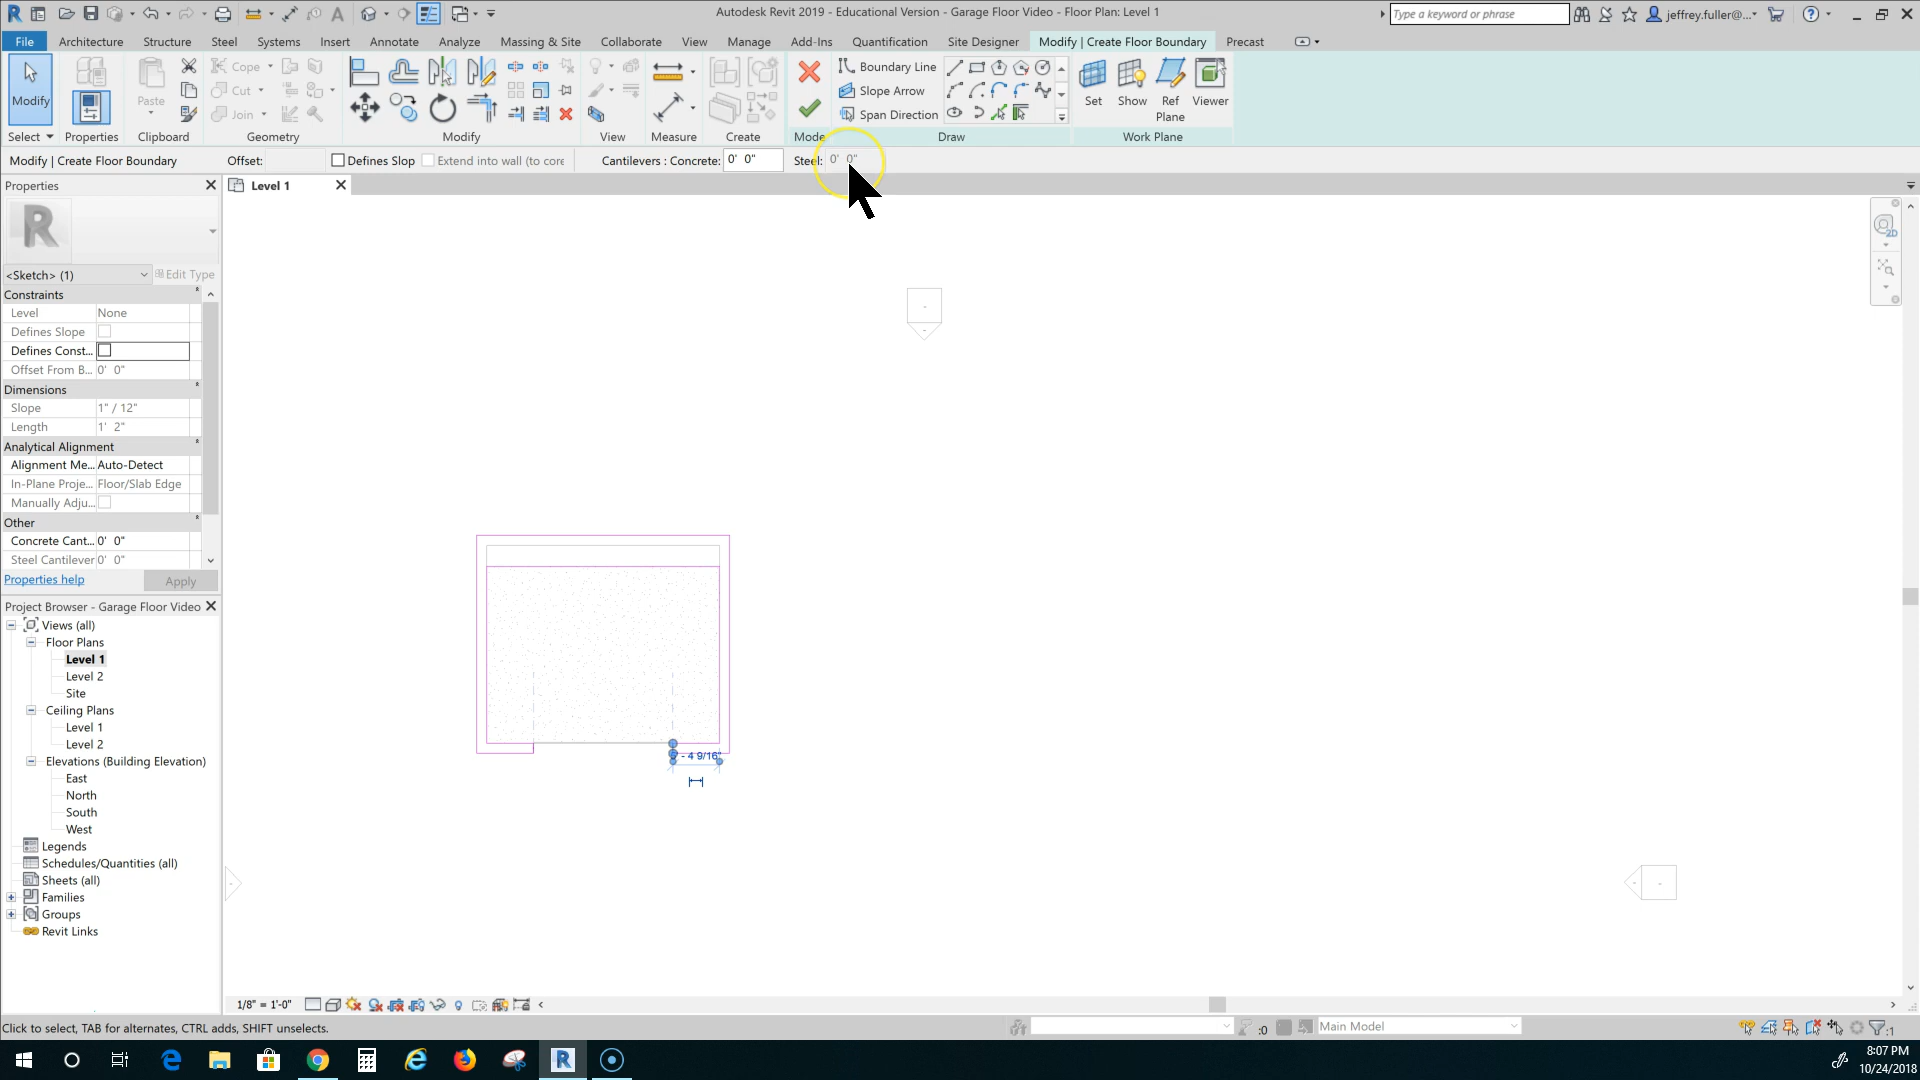 Autodesk Revit 2019 - Educational Version - Garage Floor Video - Floor Plan: Level 1
Type a keyword or phrase
jeffrey.fuller@...
File Architecture Structure Steel Systems Insert Annotate Analyze Massing & Site Collaborate View Manage Add-Ins Quantification Site Designer Modify | Create Floor Boundary Precast
Modify
Paste
Cope
Cut
Join
Boundary Line
Slope Arrow
Span Direction
Set
Show
Ref
Plane
Viewer
Select Properties Clipboard Geometry Modify View Measure Create Mode Draw Work Plane
Modify | Create Floor Boundary Offset: Defines Slop Extend into wall (to core Cantilevers : Concrete: 0' 0" Steel: 0' 0"
Properties
Level 1
R
<Sketch> (1) Edit Type
Constraints
Level None
Defines Slope
Defines Const...
Offset From B... 0' 0"
Dimensions
Slope 1" / 12"
Length 1' 2"
Analytical Alignment
Alignment Me... Auto-Detect
In-Plane Proje... Floor/Slab Edge
Manually Adju...
Other
Concrete Cant... 0' 0"
Steel Cantilever 0' 0"
Properties help Apply
Project Browser - Garage Floor Video
Views (all)
Floor Plans
Level 1
Level 2
Site
Ceiling Plans
Level 1
Level 2
Elevations (Building Elevation)
East
North
South
West
Legends
Schedules/Quantities (all)
Sheets (all)
Families
Groups
Revit Links
- 4 9/16"
1/8" = 1'-0"
Click to select, TAB for alternates, CTRL adds, SHIFT unselects.
:0
Main Model
:1
8:07 PM
10/24/2018